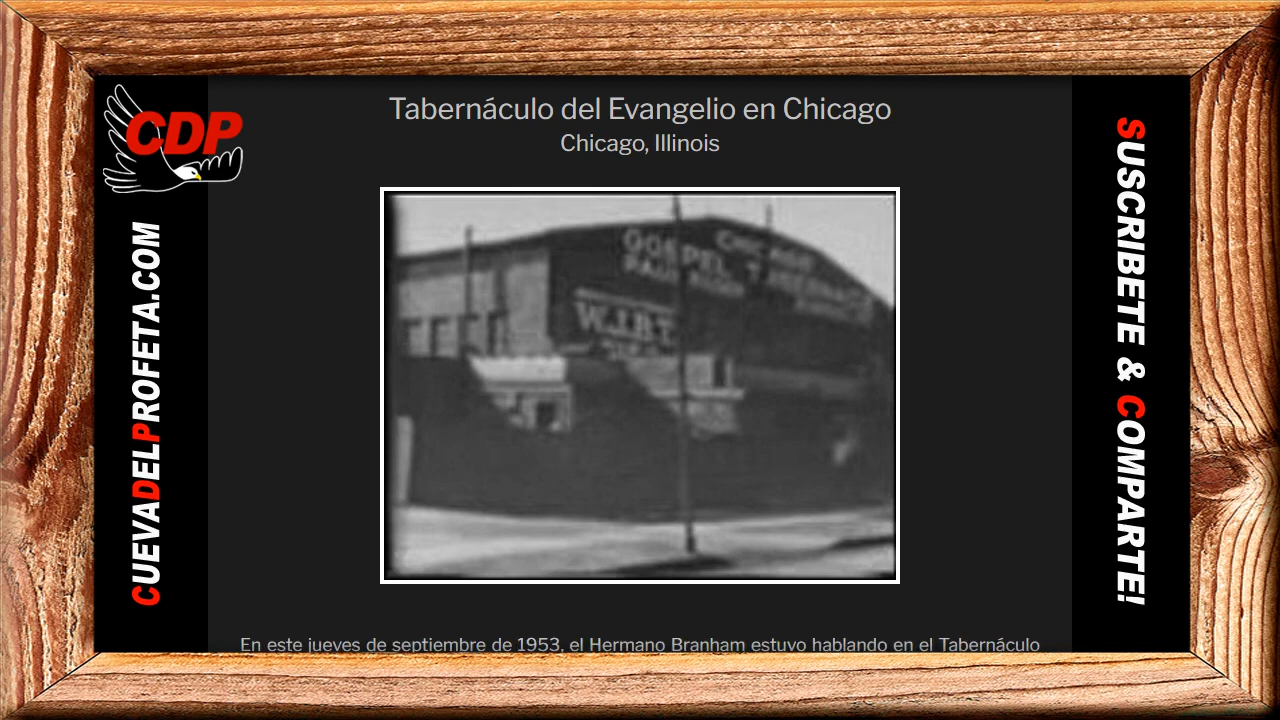 Tabernáculo del Evangelio en Chicago
Chicago, Illinois
CDP
CUEVADELPROFETA.COM
SUSCRIBETE & COMPARTE!
GOSPEL
CHICAGO
W.J.B.T.
En este jueves de septiembre de 1953, el Hermano Branham estuvo hablando en el Tabernáculo